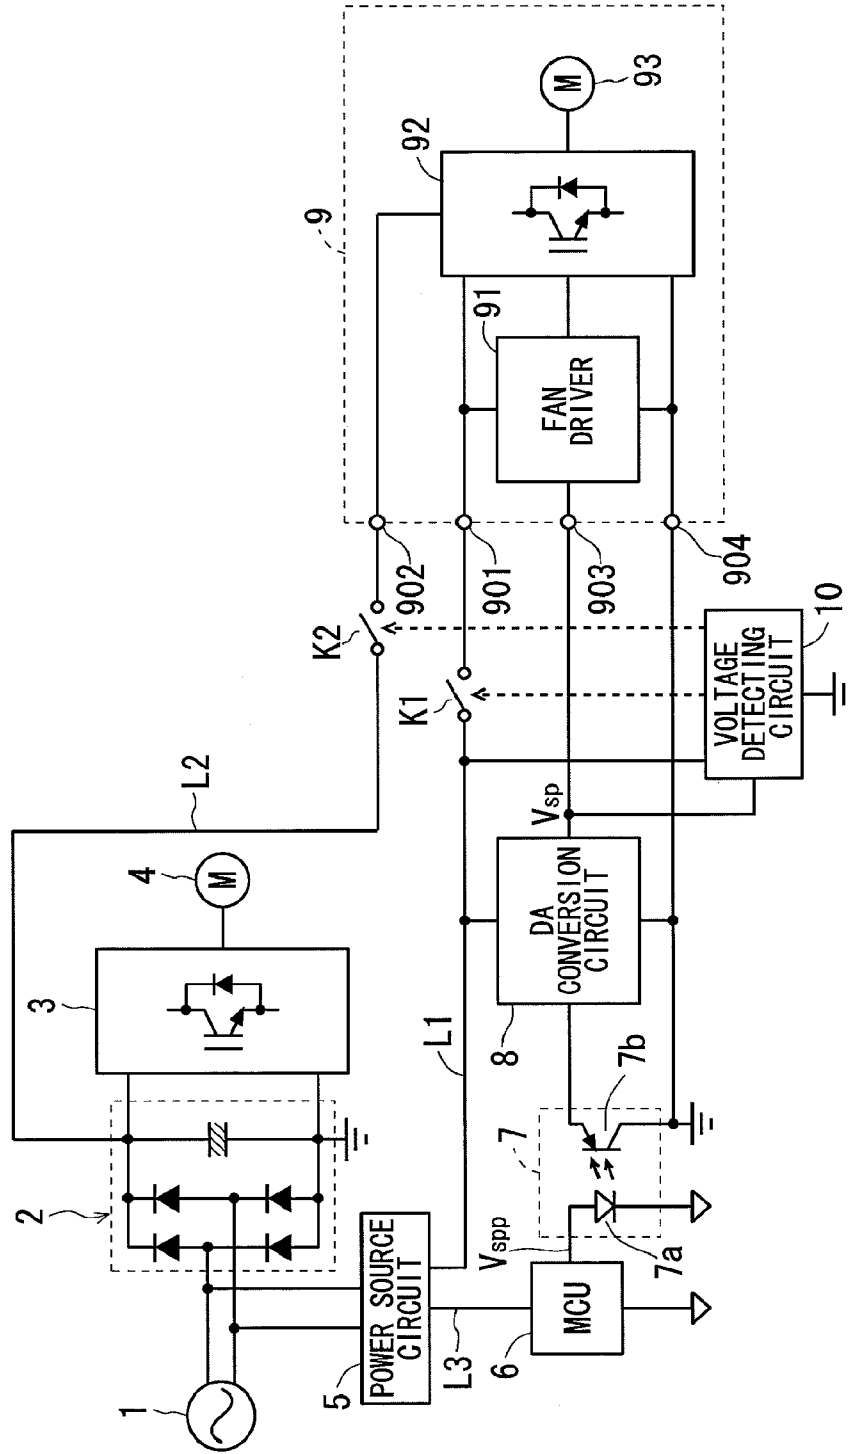 1
2
3
M
4
L2
K2
902
9
92
M
93
5
POWER SOURCE
CIRCUIT
L1
K1
901
91
FAN
DRIVER
L3
6
MCU
Vspp
7
7a
7b
8
DA
CONVERSION
CIRCUIT
Vsp
903
904
VOLTAGE
DETECTING
CIRCUIT
10